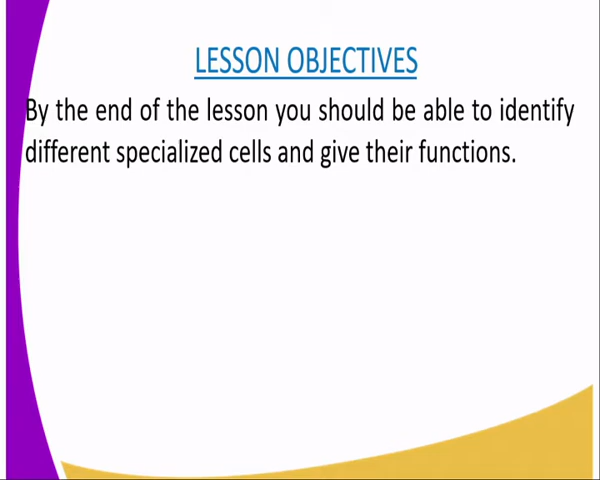 LESSON OBJECTIVES
By the end of the lesson you should be able to identify
different specialized cells and give their functions.